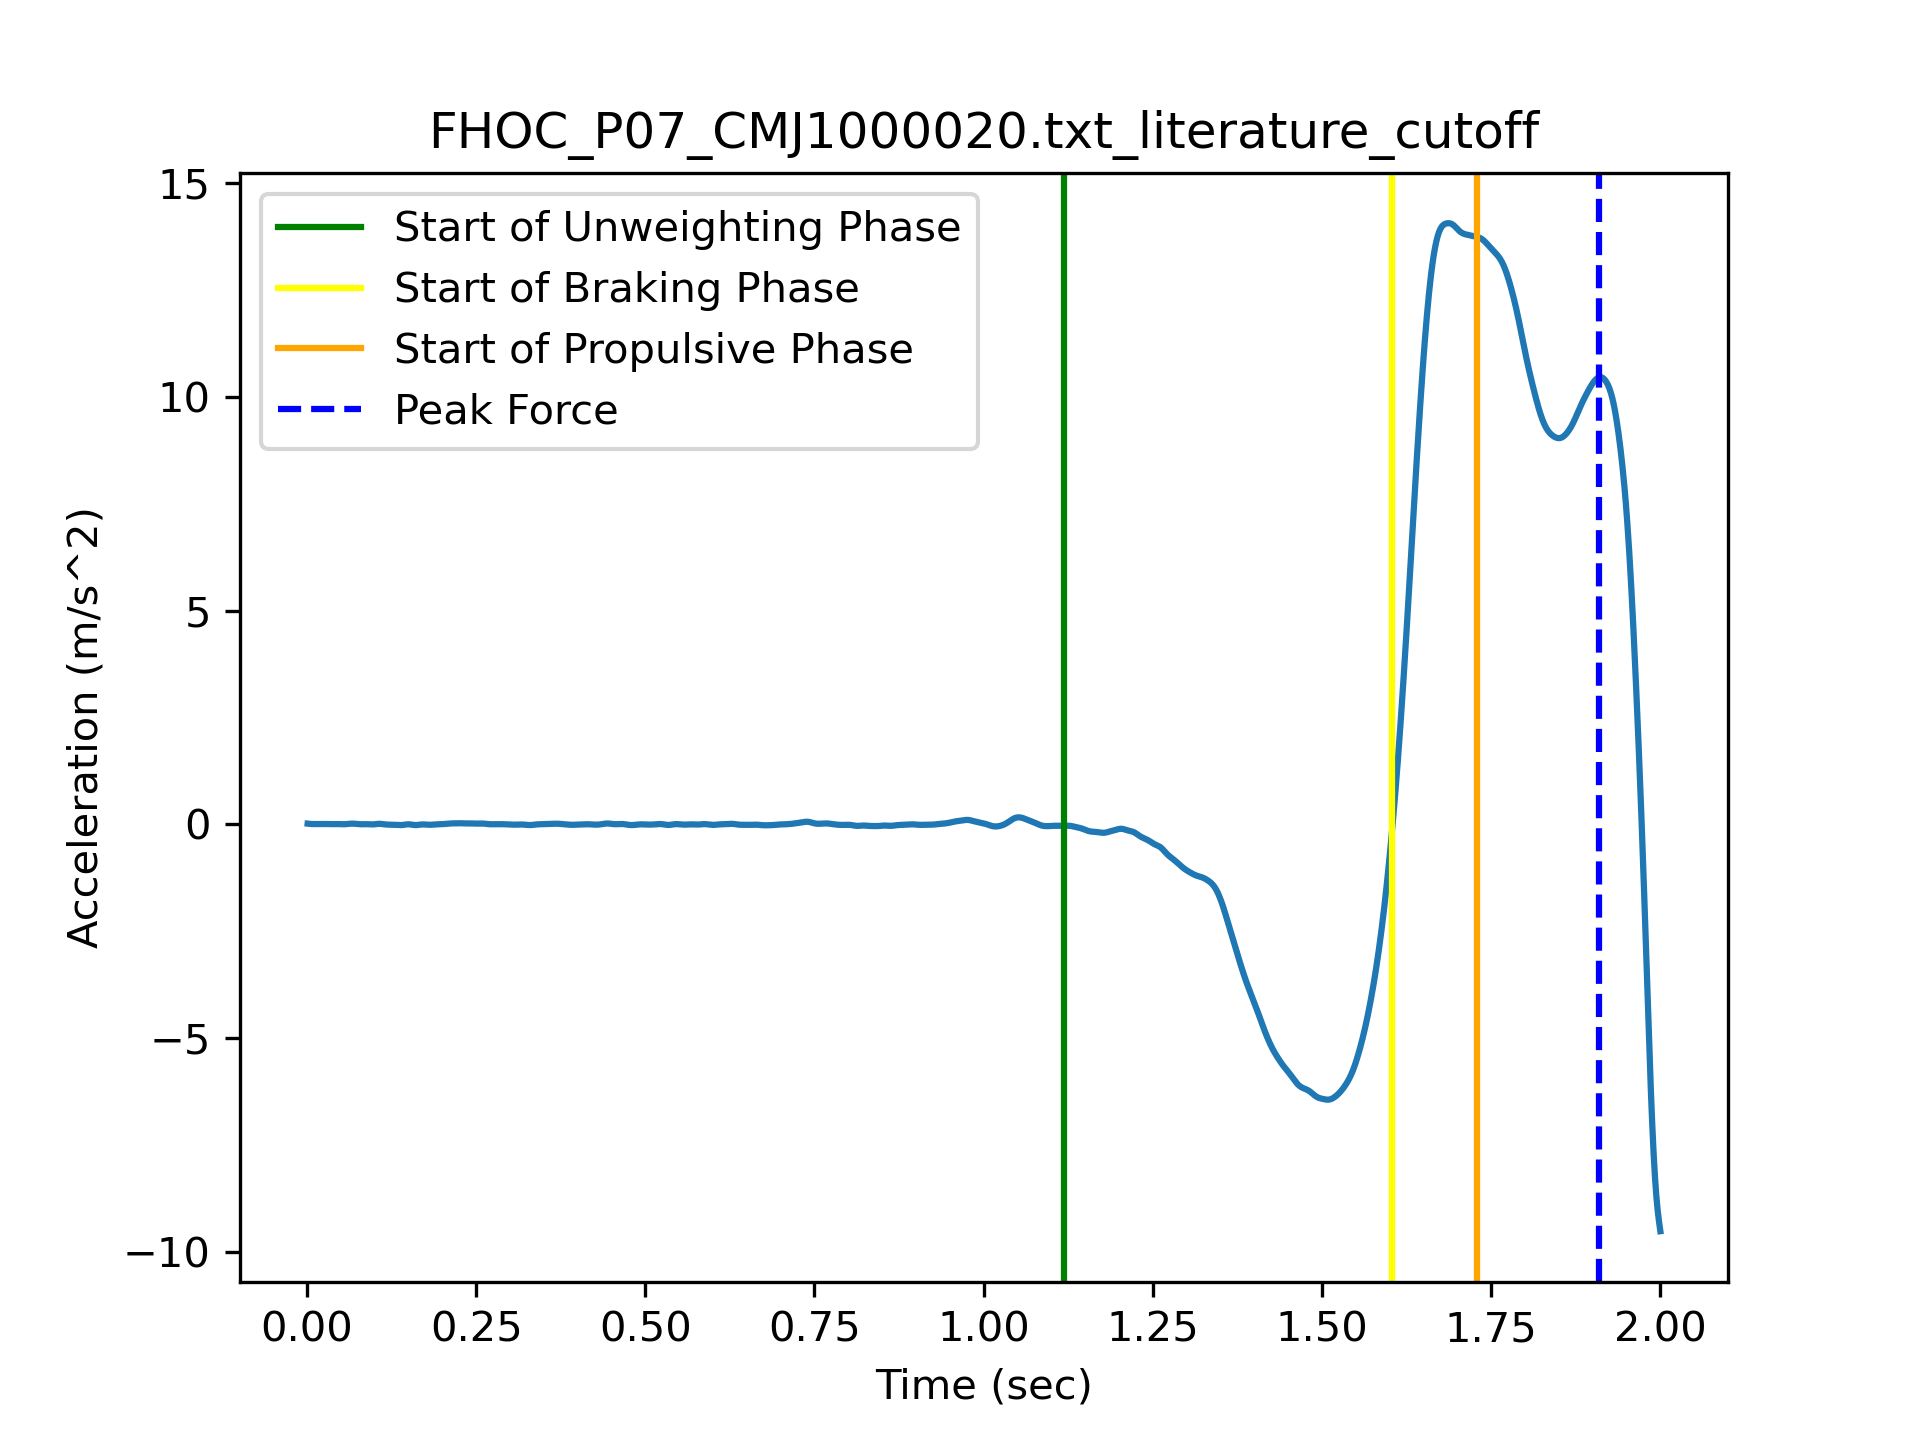 FHOC_P07_CMJ1000020.txt_literature_cutoff
15
10
5
0
−5
−10
Acceleration (m/s^2)
Start of Unweighting Phase
Start of Braking Phase
Start of Propulsive Phase
Peak Force
0.00 0.25 0.50 0.75 1.00 1.25 1.50 1.75 2.00
Time (sec)